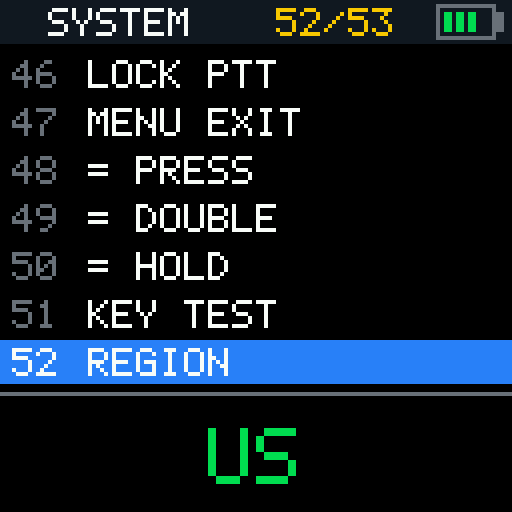 SYSTEM 52/53
46 LOCK PTT
47 MENU EXIT
48 = PRESS
49 = DOUBLE
50 = HOLD
51 KEY TEST
52 REGION
US